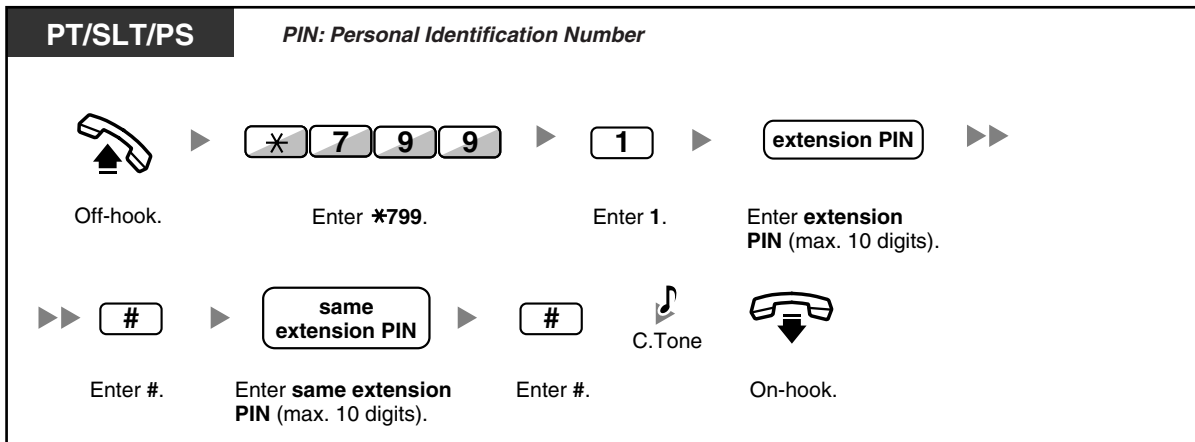 PT/SLT/PS
PIN: Personal Identification Number
* 7 9 9
1
extension PIN
Off-hook.
Enter *799.
Enter 1.
Enter extension
PIN (max. 10 digits).
#
same
extension PIN
#
C.Tone
Enter #.
Enter same extension
PIN (max. 10 digits).
Enter #.
On-hook.